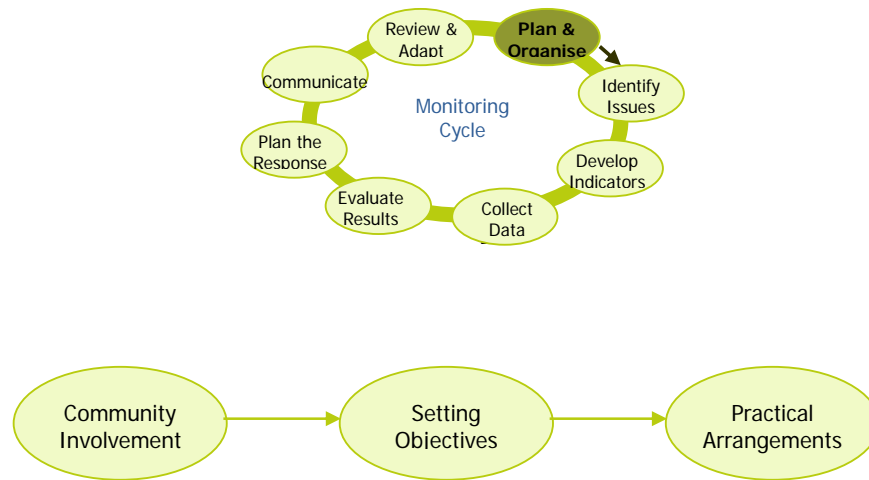 Plan &
Organise
Identify
Issues
Develop
Indicators
Collect
Data
Evaluate
Results
Plan the
Response
Communicate
Review &
Adapt
Monitoring
Cycle
Community
Involvement
Setting
Objectives
Practical
Arrangements